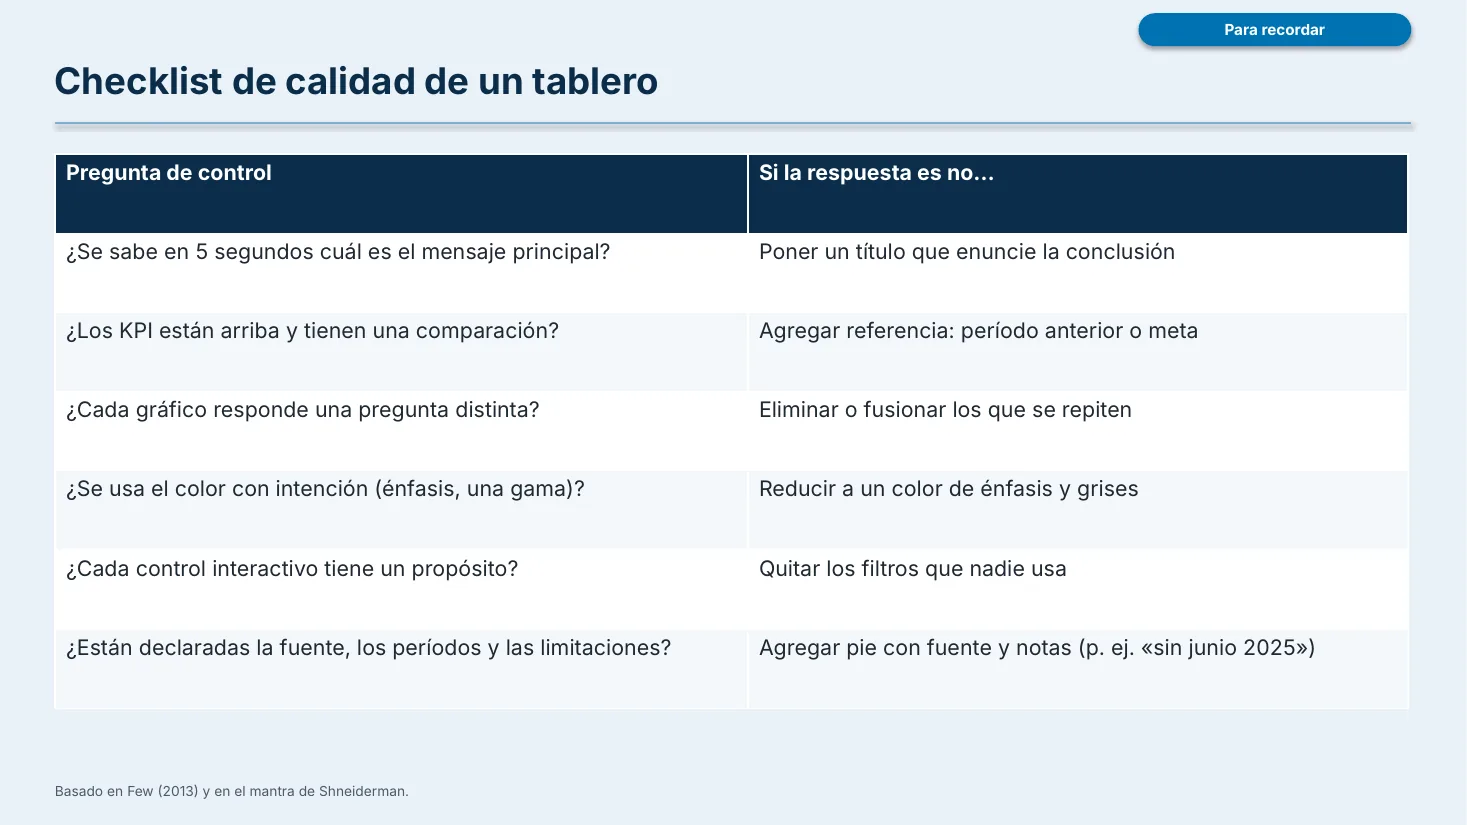 Para recordar
Checklist de calidad de un tablero
Pregunta de control
Si la respuesta es no…
¿Se sabe en 5 segundos cuál es el mensaje principal?
Poner un título que enuncie la conclusión
¿Los KPI están arriba y tienen una comparación?
Agregar referencia: período anterior o meta
¿Cada gráfico responde una pregunta distinta?
Eliminar o fusionar los que se repiten
¿Se usa el color con intención (énfasis, una gama)?
Reducir a un color de énfasis y grises
¿Cada control interactivo tiene un propósito?
Quitar los filtros que nadie usa
¿Están declaradas la fuente, los períodos y las limitaciones?
Agregar pie con fuente y notas (p. ej. «sin junio 2025»)
Basado en Few (2013) y en el mantra de Shneiderman.